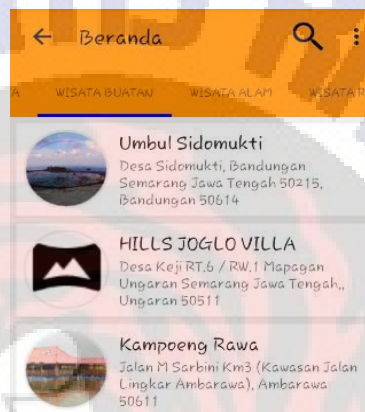 Beranda
WISATA BUATAN WISATA ALAM WISATA
Umbul Sidomukti
Desa Sidomukti, Bandungan
Semarang Jawa Tengah 50215,
Bandungan 50614
HILLS JOGLO VILLA
Desa Keji RT.6 / RW.1 Mapagan
Ungaran Semarang Jawa Tengah,,
Ungaran 50511
Kampoeng Rawa
Jalan M Sarbini Km3 (Kawasan Jalan
Lingkar Ambarawa), Ambarawa
50611